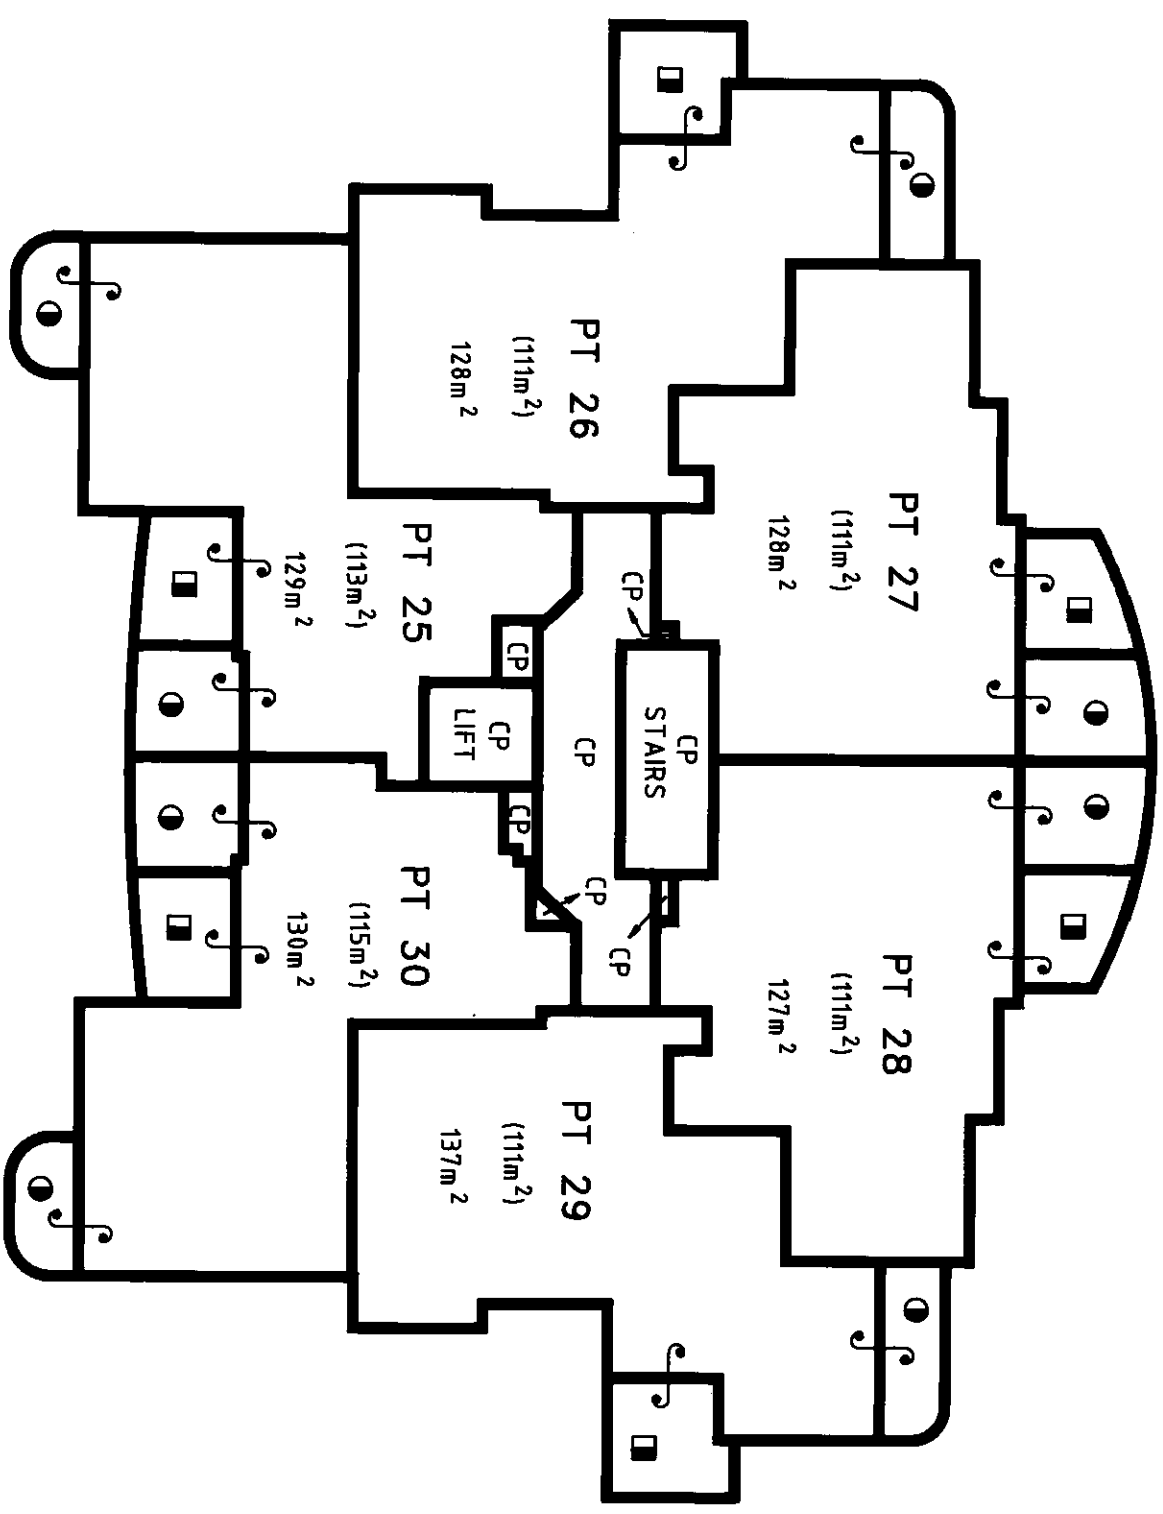 PT 26
(111m²)
128m²
PT 27
(111m²)
128m²
PT 25
(113m²)
129m²
CP
CP
CP
LIFT
CP
CP
STAIRS
CP
CP
CP
PT 30
(115m²)
130m²
PT 28
(111m²)
127m²
PT 29
(111m²)
137m²